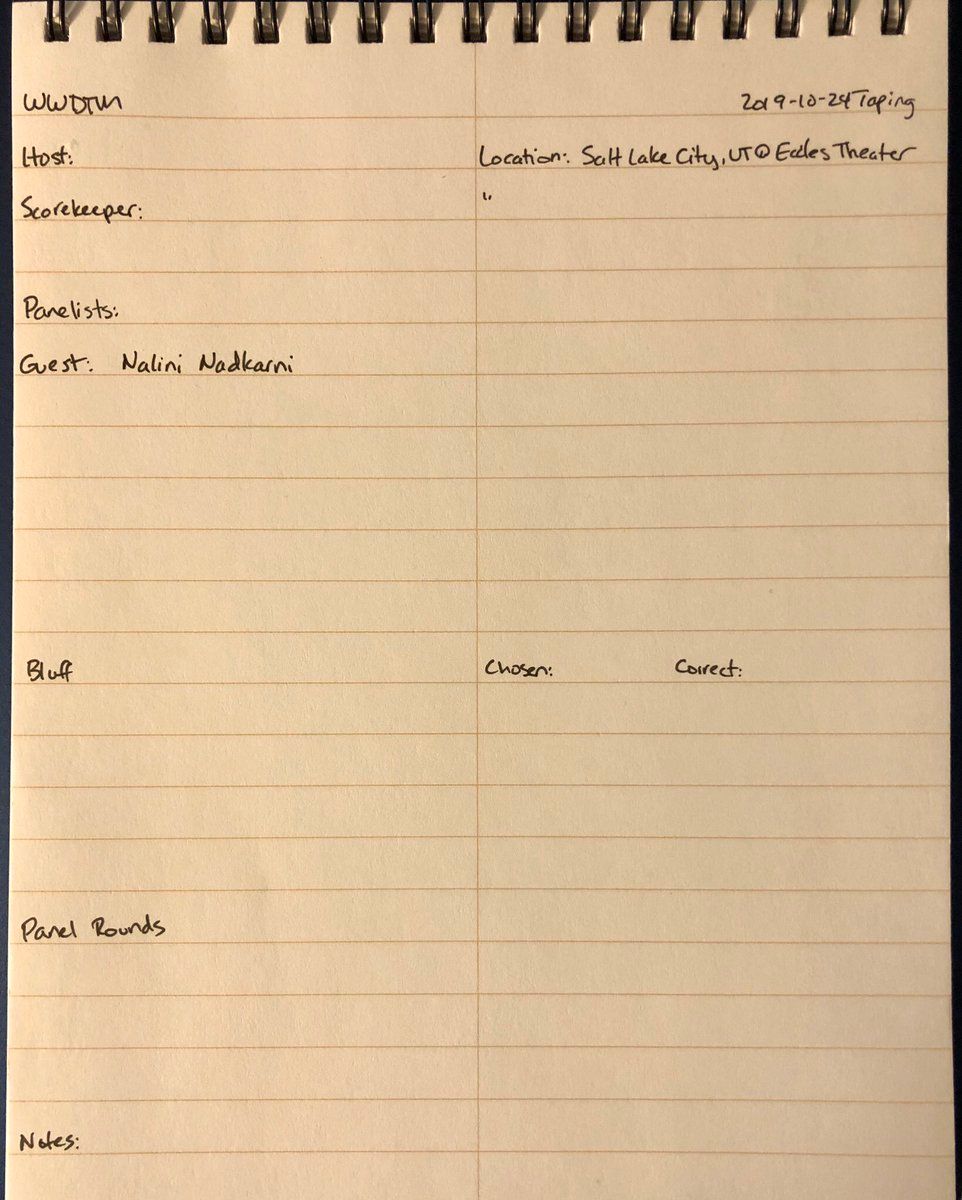 WWDTM 2019-10-24 Taping
Host: Location: Salt Lake City, UT @ Eccles Theater
Scorekeeper: "
Panelists:
Guest: Nalini Nadkarni
Bluff Chosen: Correct:
Panel Rounds
Notes: